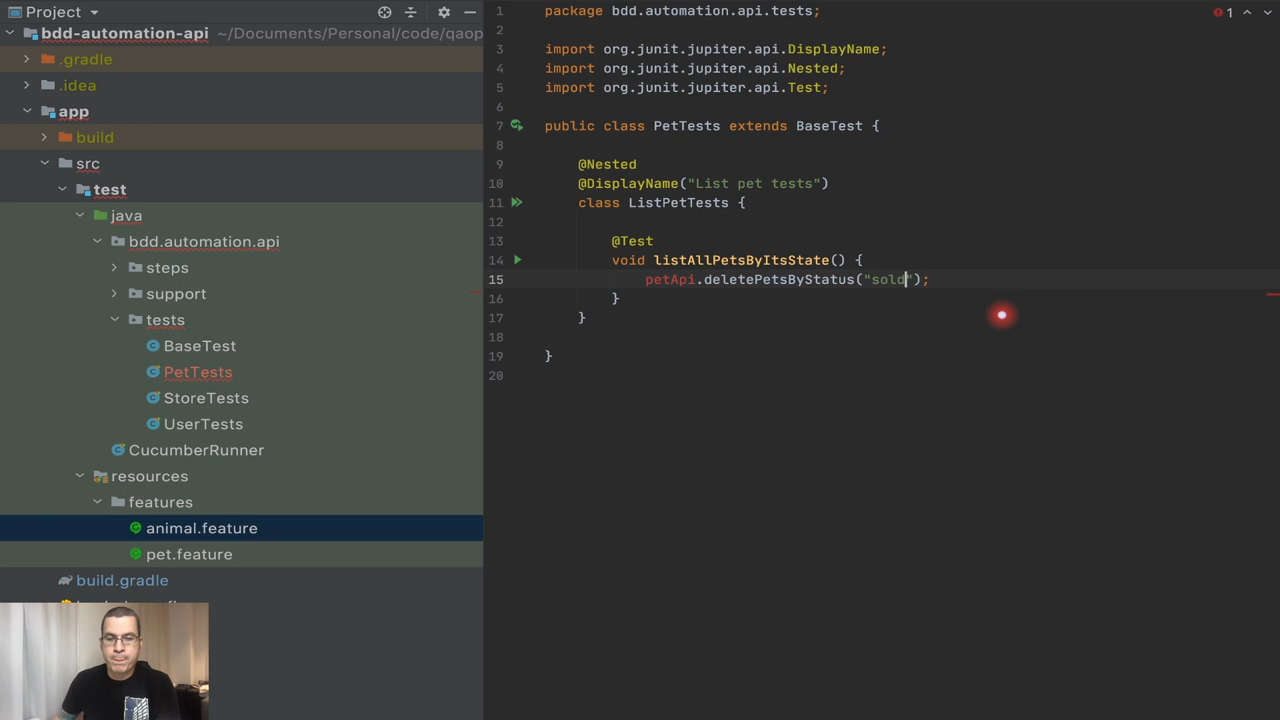 Project
bdd-automation-api ~/Documents/Personal/code/qaop
.gradle
.idea
app
build
src
test
java
bdd.automation.api
steps
support
tests
BaseTest
PetTests
StoreTests
UserTests
CucumberRunner
resources
features
animal.feature
pet.feature
build.gradle
1 package bdd.automation.api.tests;
2
3 import org.junit.jupiter.api.DisplayName;
4 import org.junit.jupiter.api.Nested;
5 import org.junit.jupiter.api.Test;
6
7 public class PetTests extends BaseTest {
8
9 @Nested
10 @DisplayName("List pet tests")
11 class ListPetTests {
12
13 @Test
14 void listAllPetsByItsState() {
15 petApi.deletePetsByStatus("sold");
16 }
17 }
18
19 }
20
1